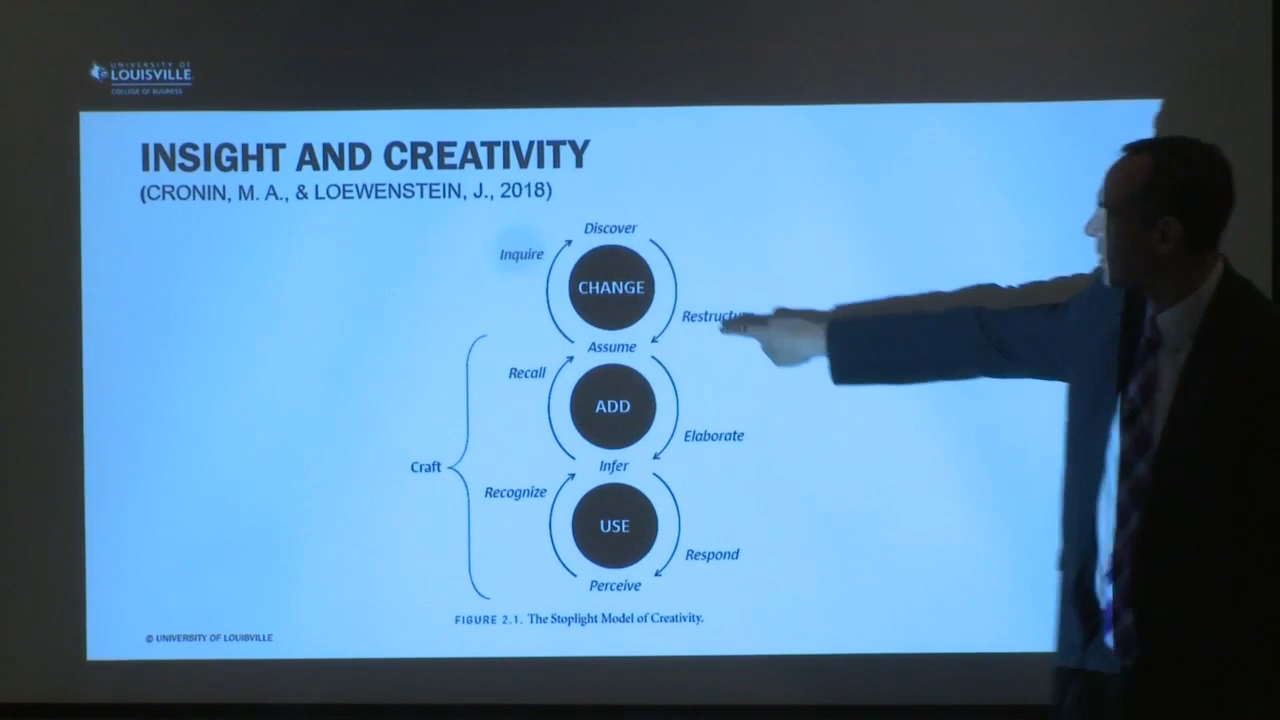 UNIVERSITY OF
LOUISVILLE
COLLEGE OF BUSINESS
INSIGHT AND CREATIVITY
(CRONIN, M. A., & LOEWENSTEIN, J., 2018)
Discover
Inquire
CHANGE
Assume
Recall
ADD
Elaborate
Infer
Craft
Recognize
USE
Respond
Perceive
FIGURE 2.1. The Stoplight Model of Creativity.
© UNIVERSITY OF LOUISVILLE